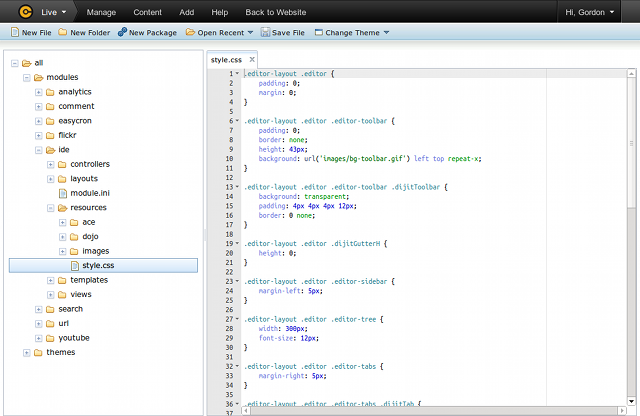 Live Manage Content Add Help Back to Website Hi, Gordon
New File New Folder New Package Open Recent Save File Change Theme
all
modules
analytics
comment
easycron
flickr
ide
controllers
layouts
module.ini
resources
ace
dojo
images
style.css
templates
views
search
url
youtube
themes
style.css
1 .editor-layout .editor {
2 padding: 0;
3 margin: 0;
4 }
5
6 .editor-layout .editor .editor-toolbar {
7 padding: 0;
8 border: none;
9 height: 43px;
10 background: url('images/bg-toolbar.gif') left top repeat-x;
11 }
12
13 .editor-layout .editor .editor-toolbar .dijitToolbar {
14 background: transparent;
15 padding: 4px 4px 4px 12px;
16 border: 0 none;
17 }
18
19 .editor-layout .editor .dijitGutterH {
20 height: 0;
21 }
22
23 .editor-layout .editor .editor-sidebar {
24 margin-left: 5px;
25 }
26
27 .editor-layout .editor .editor-tree {
28 width: 300px;
29 font-size: 12px;
30 }
31
32 .editor-layout .editor .editor-tabs {
33 margin-right: 5px;
34 }
35
36 .editor-layout .editor .editor-tabs .dijitTab {
37